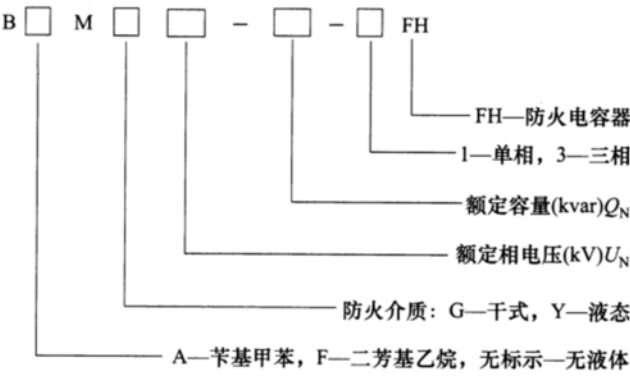 B□ M□ □ － □ － □ FH
FH—防火电容器
1—单相，3—三相
额定容量(kvar)Q_N
额定相电压(kV)U_N
防火介质：G—干式，Y—液态
A—苄基甲苯，F—二芳基乙烷，无标示—无液体